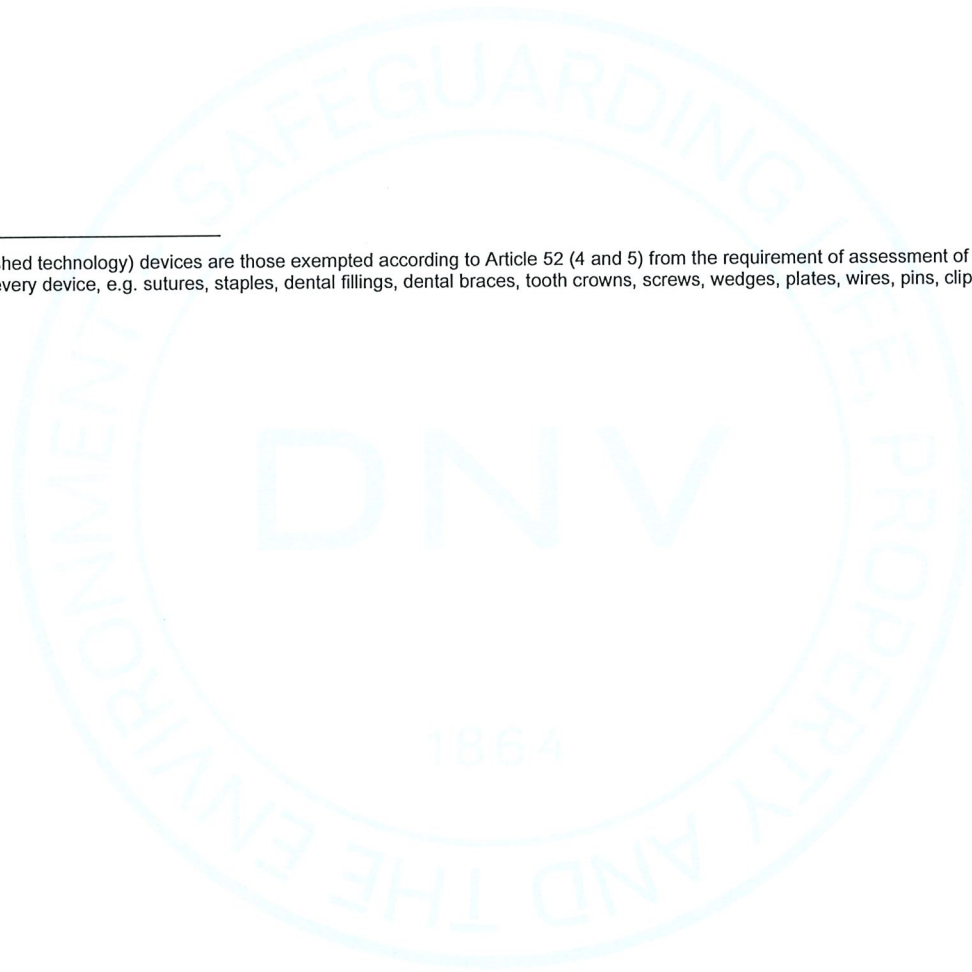 hed technology) devices are those exempted according to Article 52 (4 and 5) from the requirement of assessment of
very device, e.g. sutures, staples, dental fillings, dental braces, tooth crowns, screws, wedges, plates, wires, pins, clip
SAFEGUARDING LIFE, PROPERTY AND THE ENVIRONMENT
DNV
1864